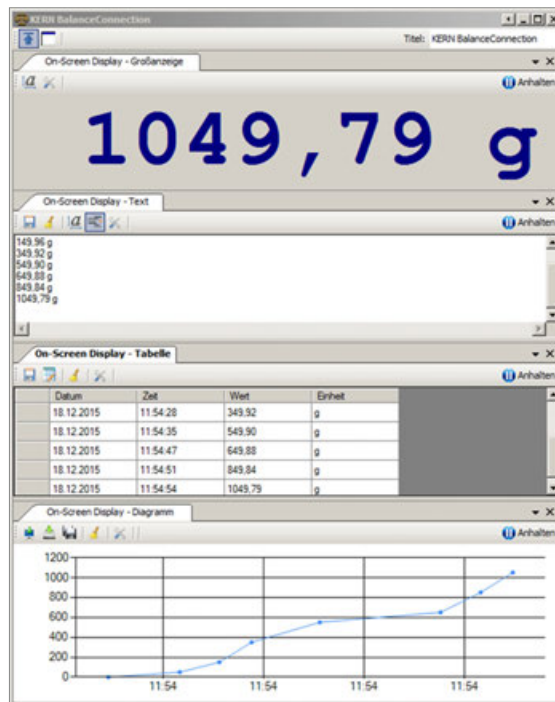 KERN BalanceConnection
Titel: KERN BalanceConnection
On-Screen Display - Großanzeige
a
Anhalten
1049,79 g
On-Screen Display - Text
a
Anhalten
149,96 g
349,92 g
549,90 g
649,88 g
849,84 g
1049,79 g
On-Screen Display - Tabelle
Anhalten
Datum Zeit Wert Einheit
18.12.2015 11:54:28 349,92 g
18.12.2015 11:54:35 549,90 g
18.12.2015 11:54:47 649,88 g
18.12.2015 11:54:51 849,84 g
18.12.2015 11:54:54 1049,79 g
On-Screen Display - Diagramm
Anhalten
1200
1000
800
600
400
200
0
11:54 11:54 11:54 11:54